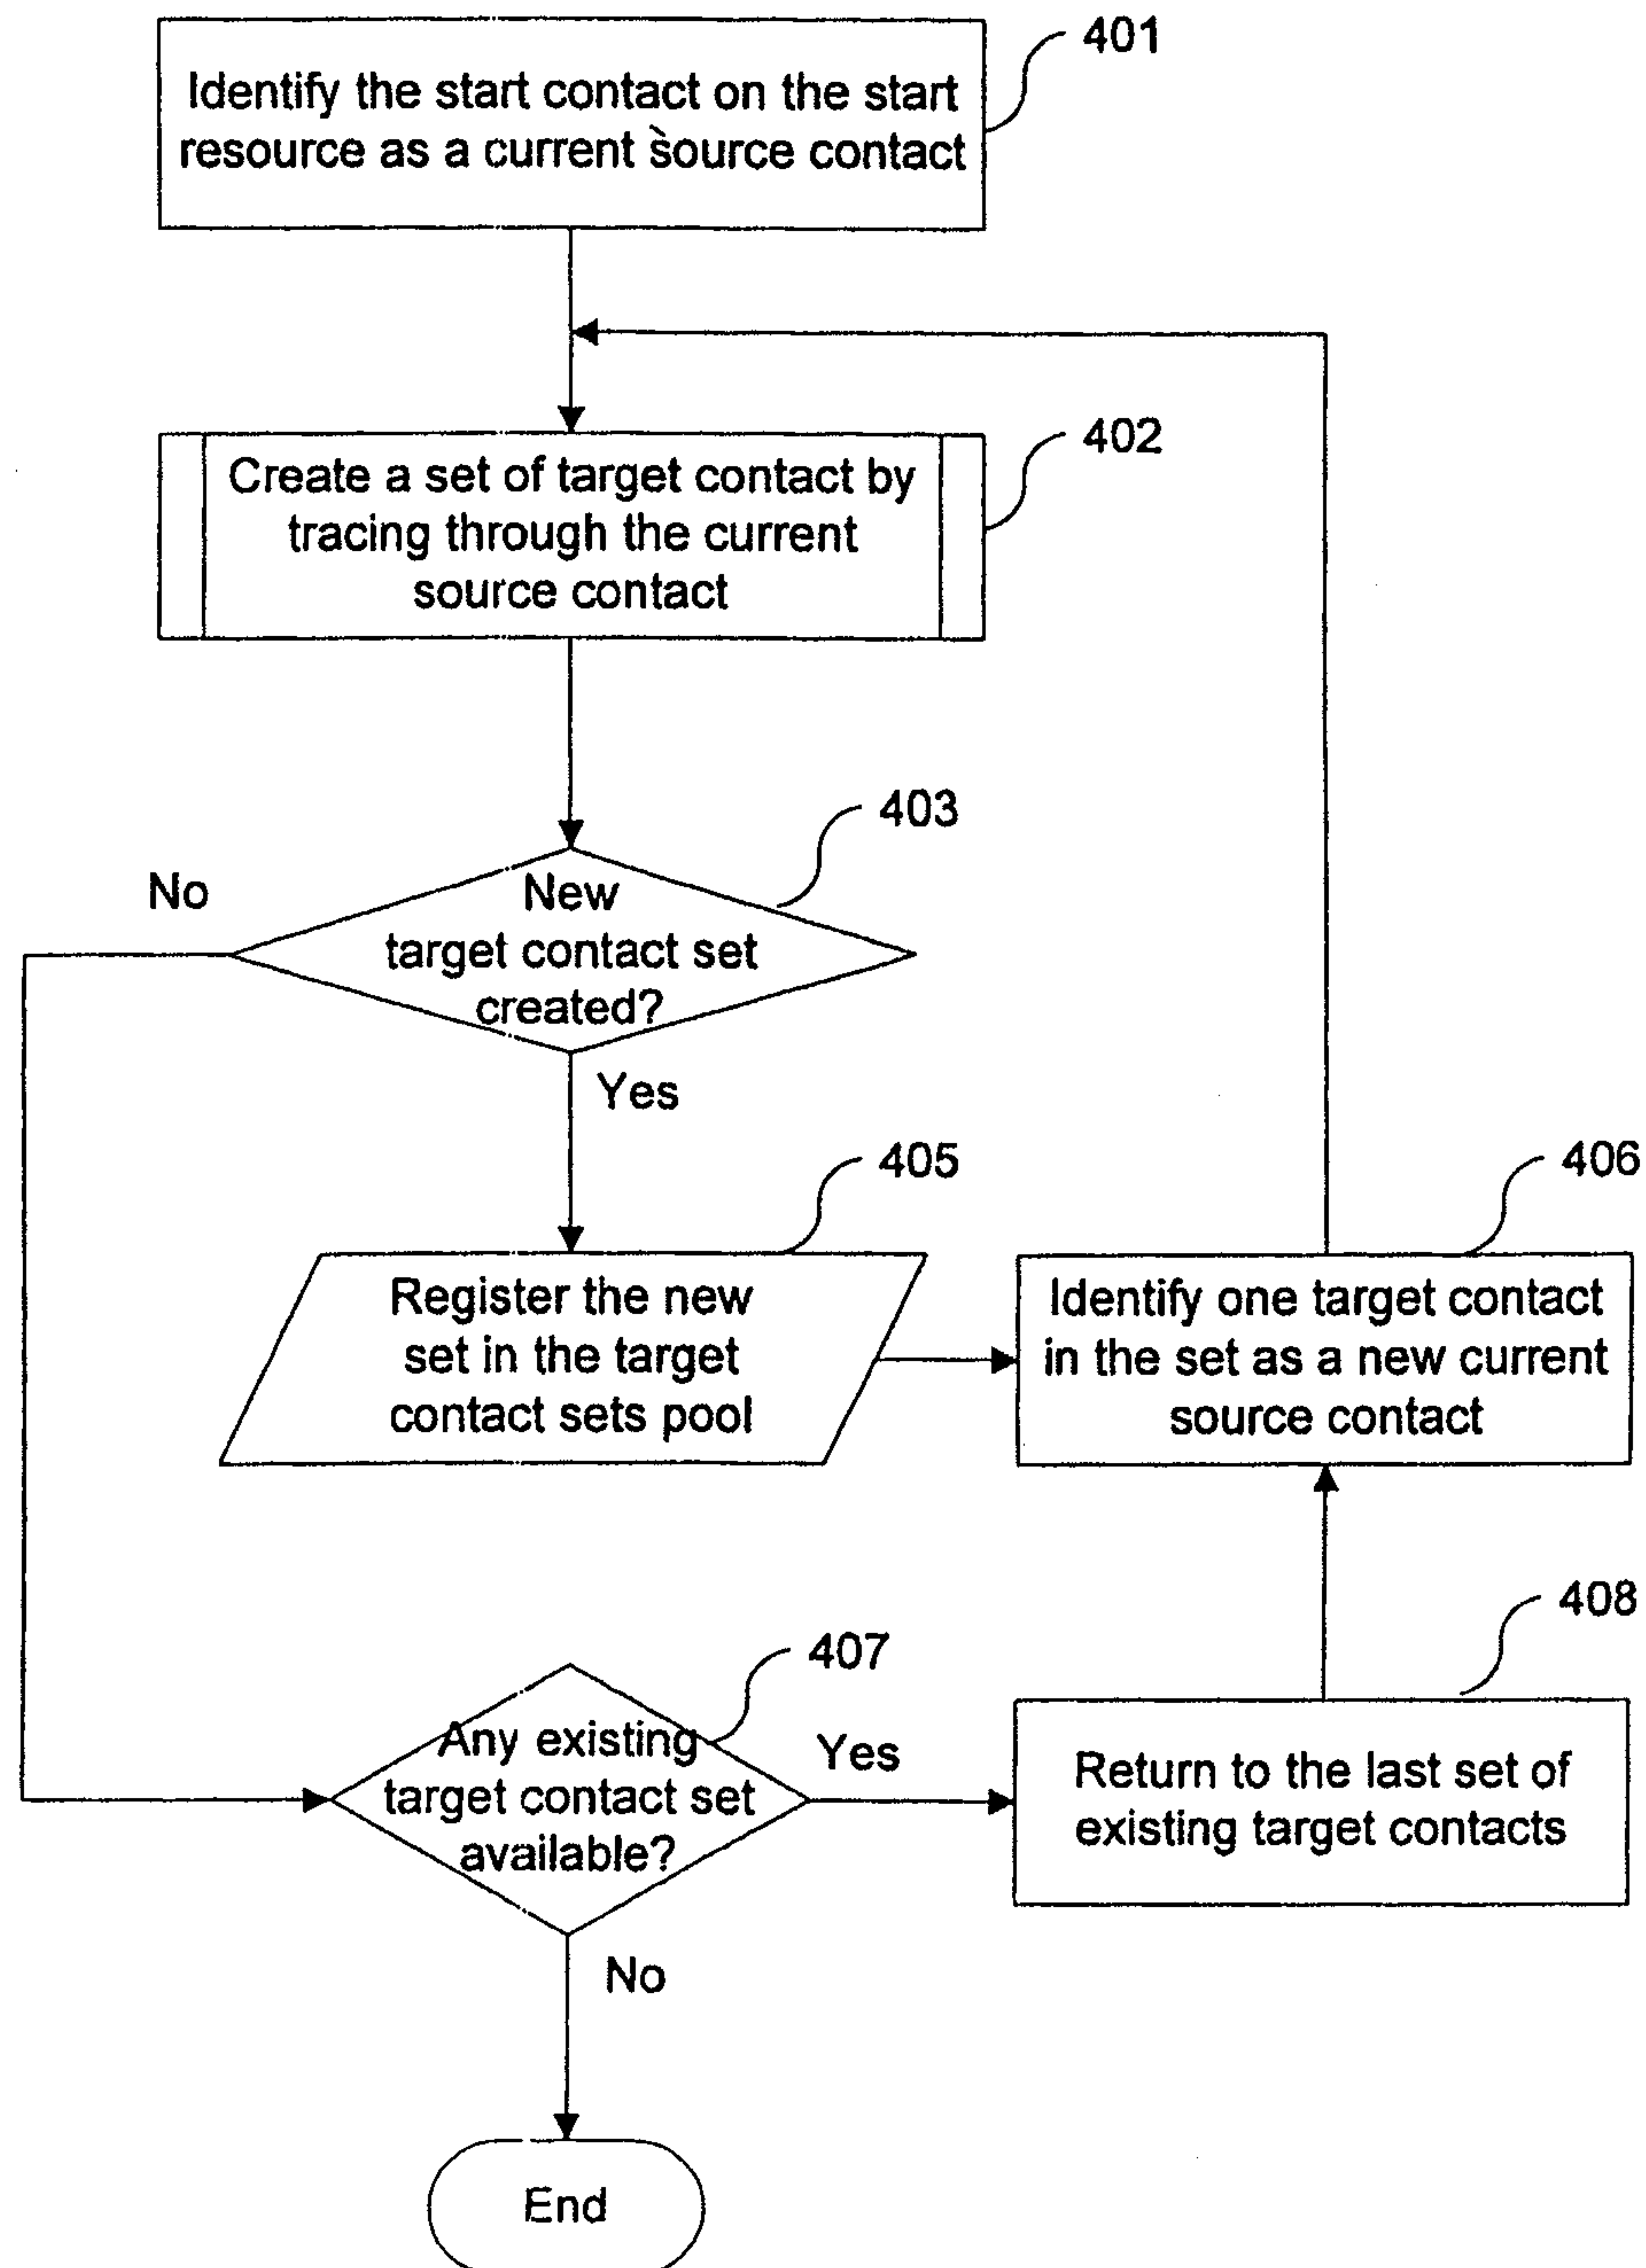 401
Identify the start contact on the start
resource as a current source contact
402
Create a set of target contact by
tracing through the current
source contact
403
No
New
target contact set
created?
Yes
405
406
Register the new
set in the target
contact sets pool
Identify one target contact
in the set as a new current
source contact
408
407
Any existing
target contact set
available?
Yes
Return to the last set of
existing target contacts
No
End